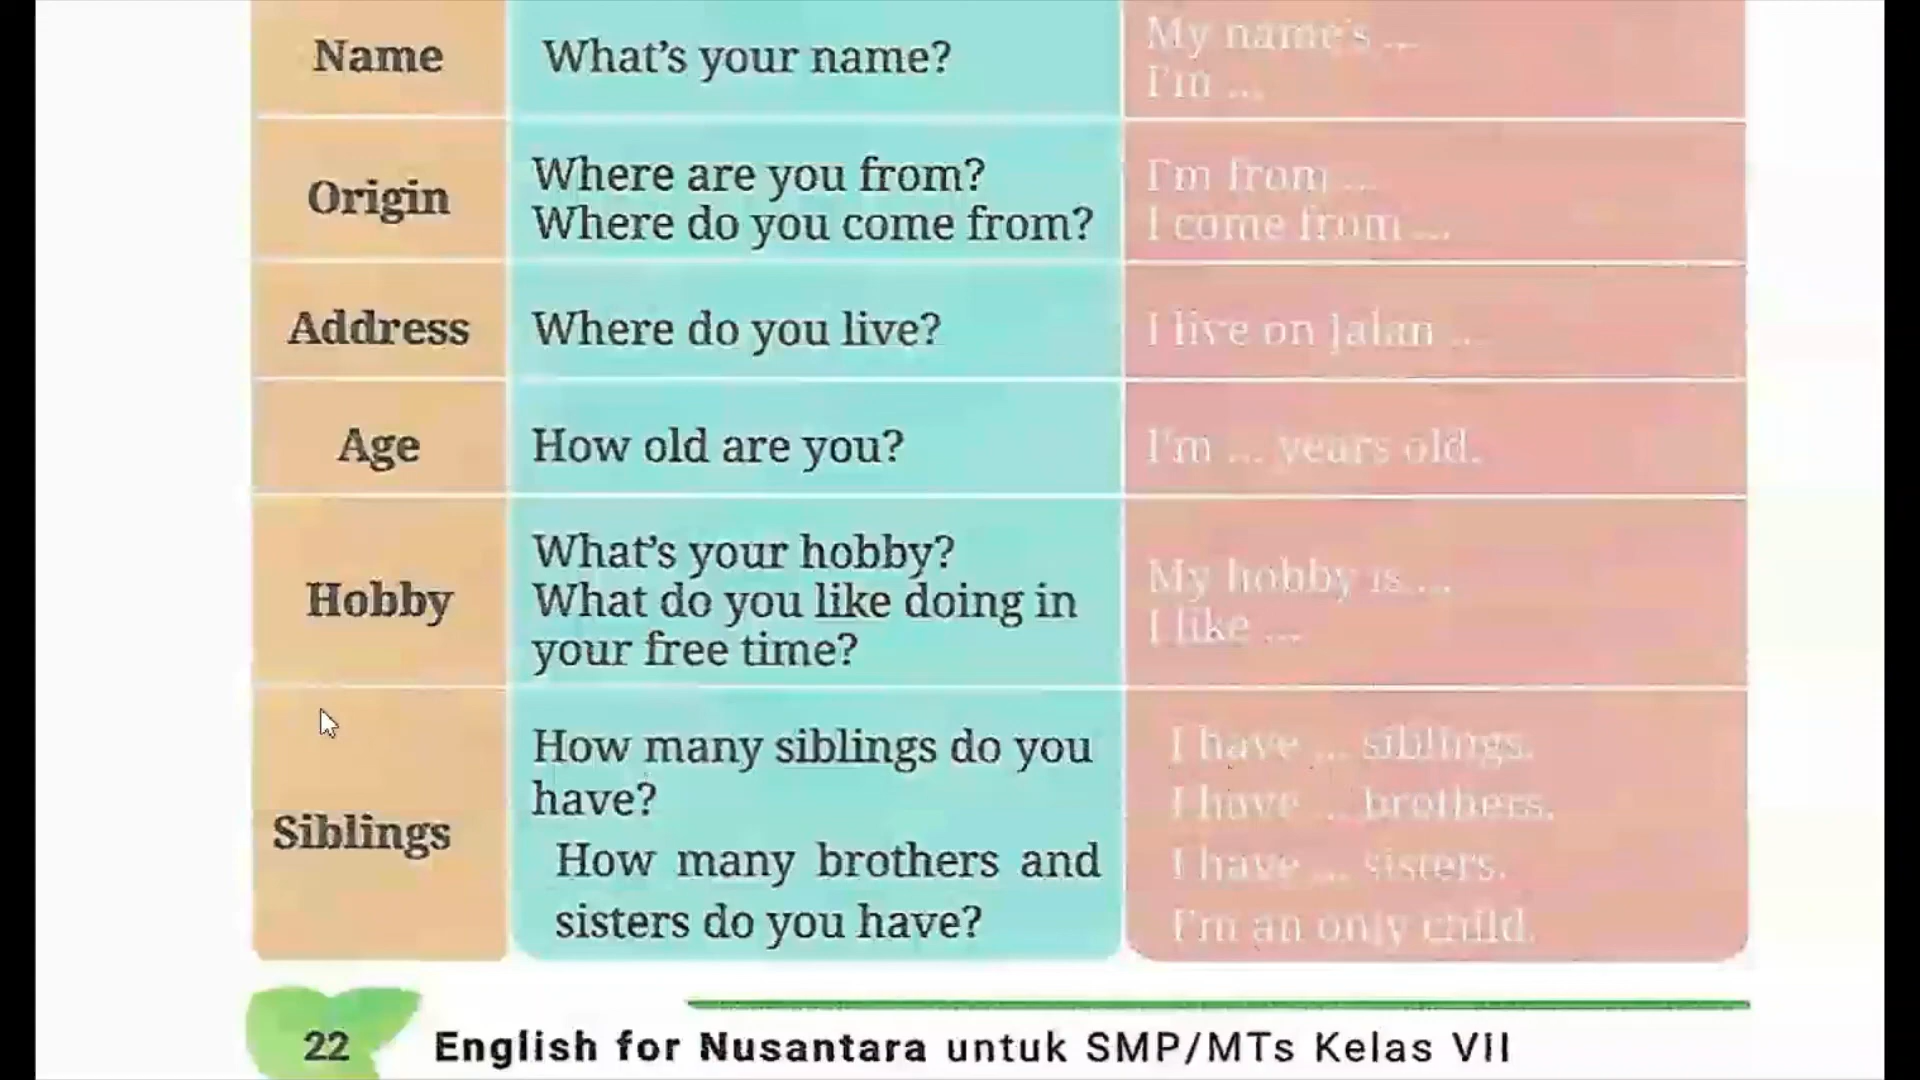 Name
What's your name?
My name's ...
I'm ...
Origin
Where are you from?
Where do you come from?
I'm from ...
I come from ...
Address
Where do you live?
I live on Jalan ...
Age
How old are you?
I'm ... years old.
Hobby
What's your hobby?
What do you like doing in
your free time?
My hobby is ...
I like ...
Siblings
How many siblings do you
have?
How many brothers and
sisters do you have?
I have ... siblings.
I have ... brothers.
I have ... sisters.
I'm an only child.
22
English for Nusantara untuk SMP/MTs Kelas VII